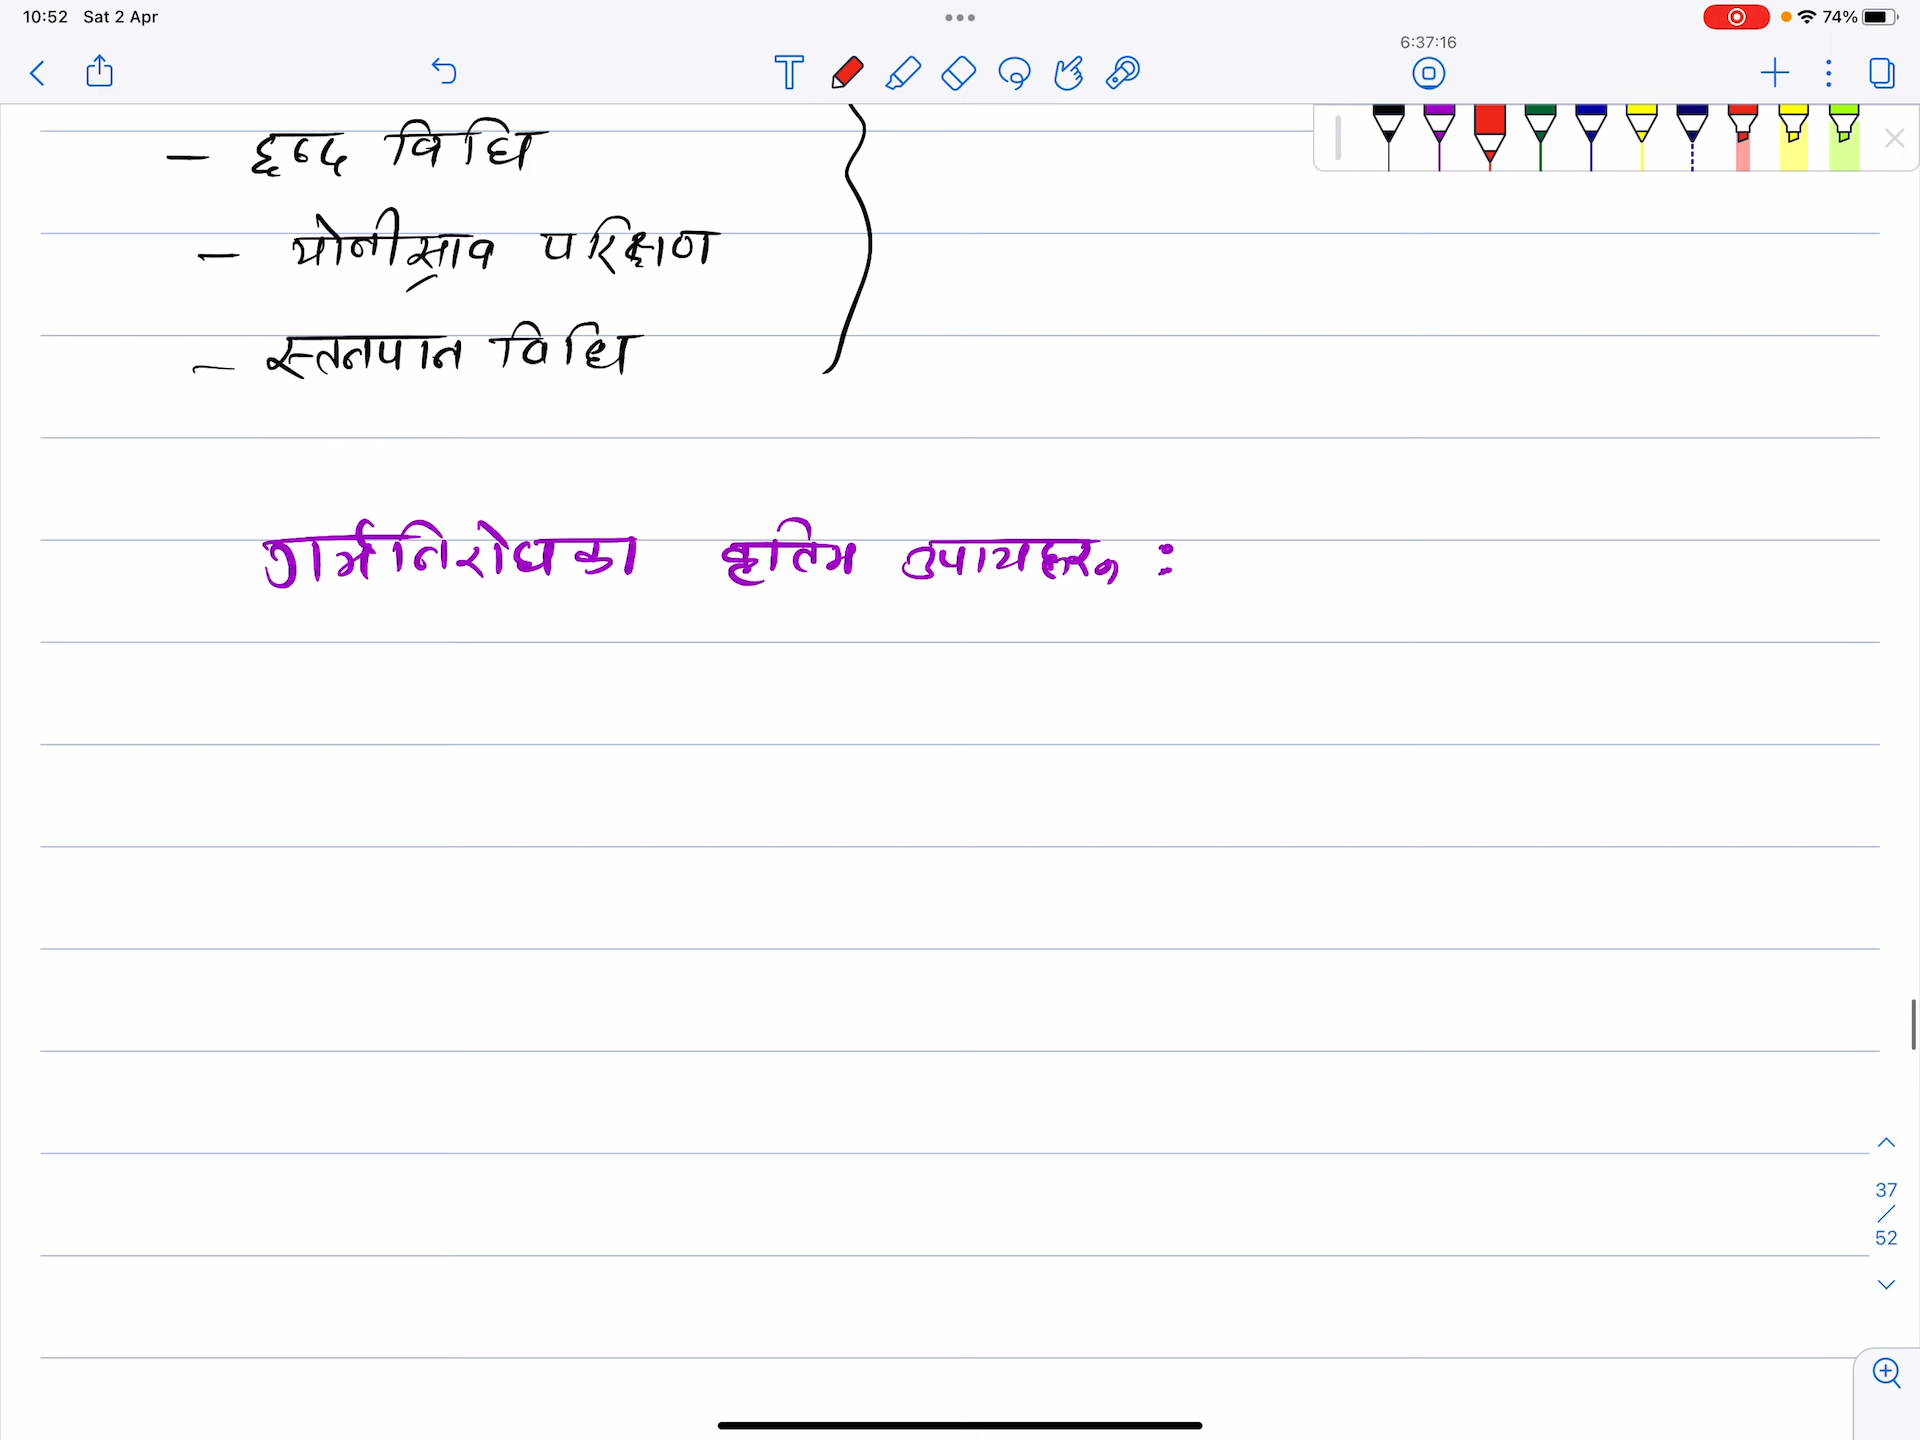 10:52 Sat 2 Apr
74%
6:37:16
T
– छन्द विधि
– योनीस्राव परिक्षण
– स्तनपान विधि
गर्भनिरोधका कृतिम उपायहरू :
37
/
52